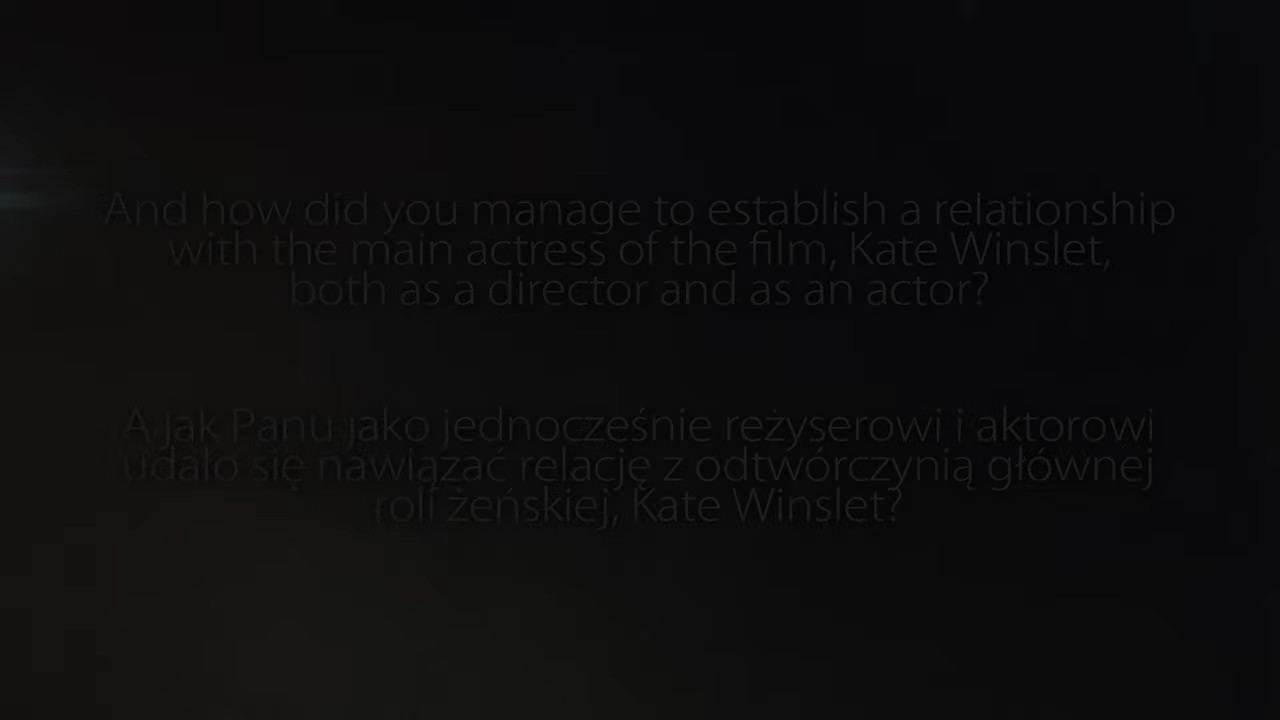 And how did you manage to establish a relationship
with the main actress of the film, Kate Winslet,
both as a director and as an actor?
A jak Panu jako jednocześnie reżyserowi i aktorowi
udało się nawiązać relację z odtwórczynią głównej
roli żeńskiej, Kate Winslet?